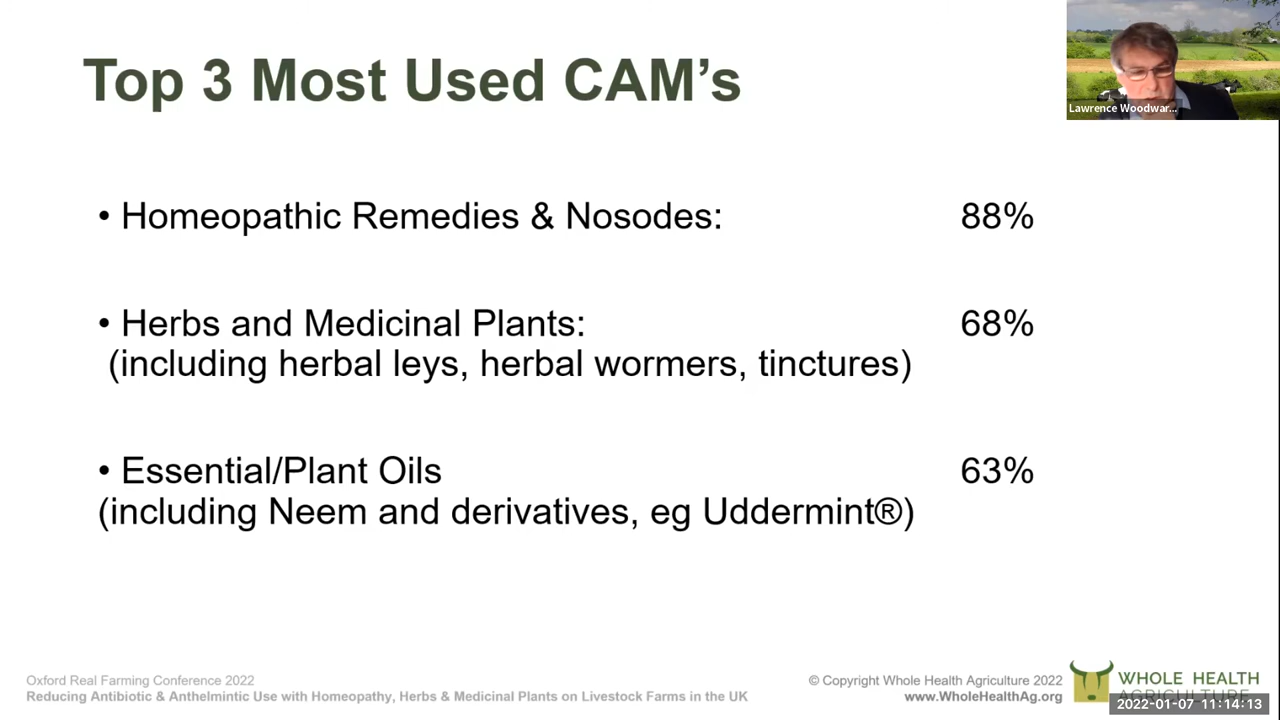 Top 3 Most Used CAM’s
Lawrence Woodwar...
• Homeopathic Remedies & Nosodes: 88%
• Herbs and Medicinal Plants: 68%
(including herbal leys, herbal wormers, tinctures)
• Essential/Plant Oils 63%
(including Neem and derivatives, eg Uddermint®)
Oxford Real Farming Conference 2022
Reducing Antibiotic & Anthelmintic Use with Homeopathy, Herbs & Medicinal Plants on Livestock Farms in the UK
© Copyright Whole Health Agriculture 2022
www.WholeHealthAg.org
WHOLE HEALTH
AGRICULTURE
2022-01-07 11:14:13